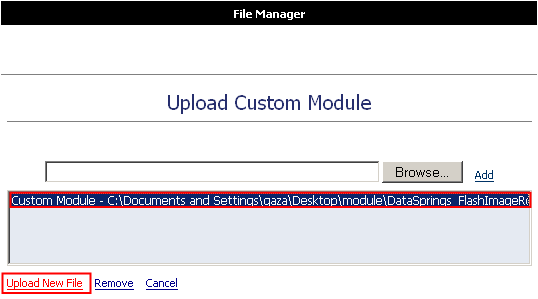 File Manager
Upload Custom Module
Browse... Add
Custom Module - C:\Documents and Settings\gaza\Desktop\module\DataSprings_FlashImageRe
Upload New File Remove Cancel